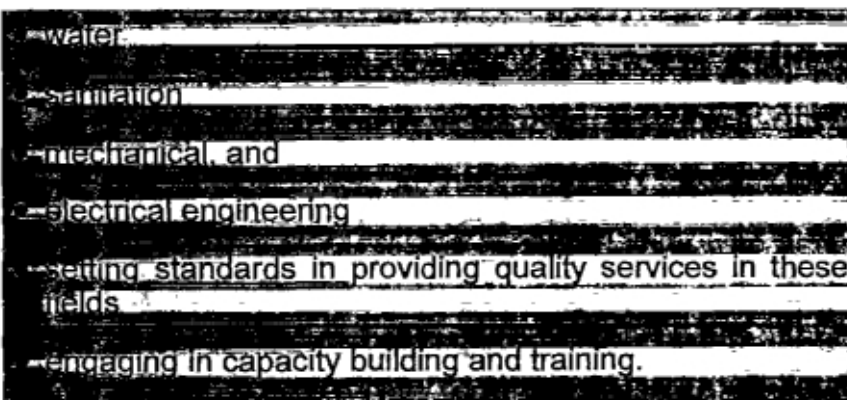 water
sanitation
mechanical, and
electrical engineering
setting standards in providing quality services in these
fields
engaging in capacity building and training.